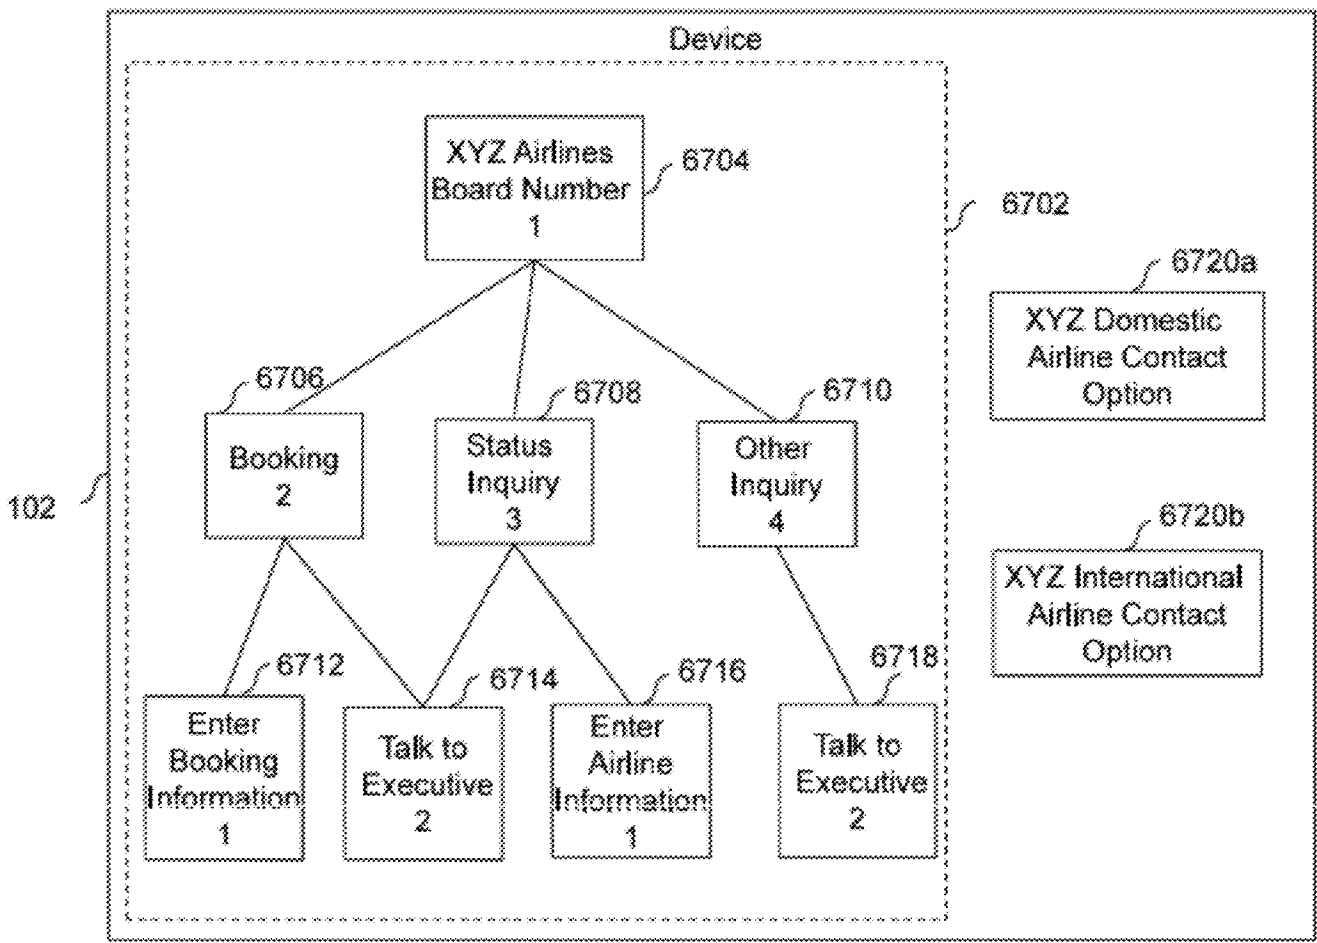 Device
XYZ Airlines
Board Number
1
6704
6702
6720a
XYZ Domestic
Airline Contact
Option
6706
Booking
2
6708
Status
Inquiry
3
6710
Other
Inquiry
4
102
6720b
XYZ International
Airline Contact
Option
6712
Enter
Booking
Information
1
6714
Talk to
Executive
2
6716
Enter
Airline
Information
1
6718
Talk to
Executive
2